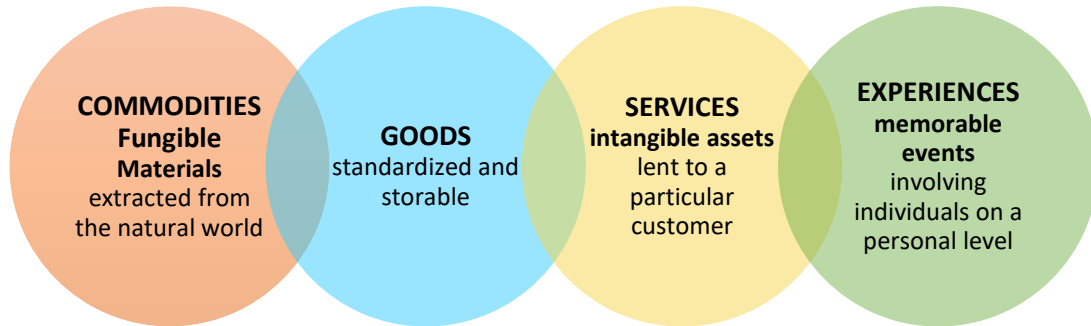 COMMODITIES
Fungible
Materials
extracted from
the natural world
GOODS
standardized and
storable
SERVICES
intangible assets
lent to a
particular
customer
EXPERIENCES
memorable
events
involving
individuals on a
personal level